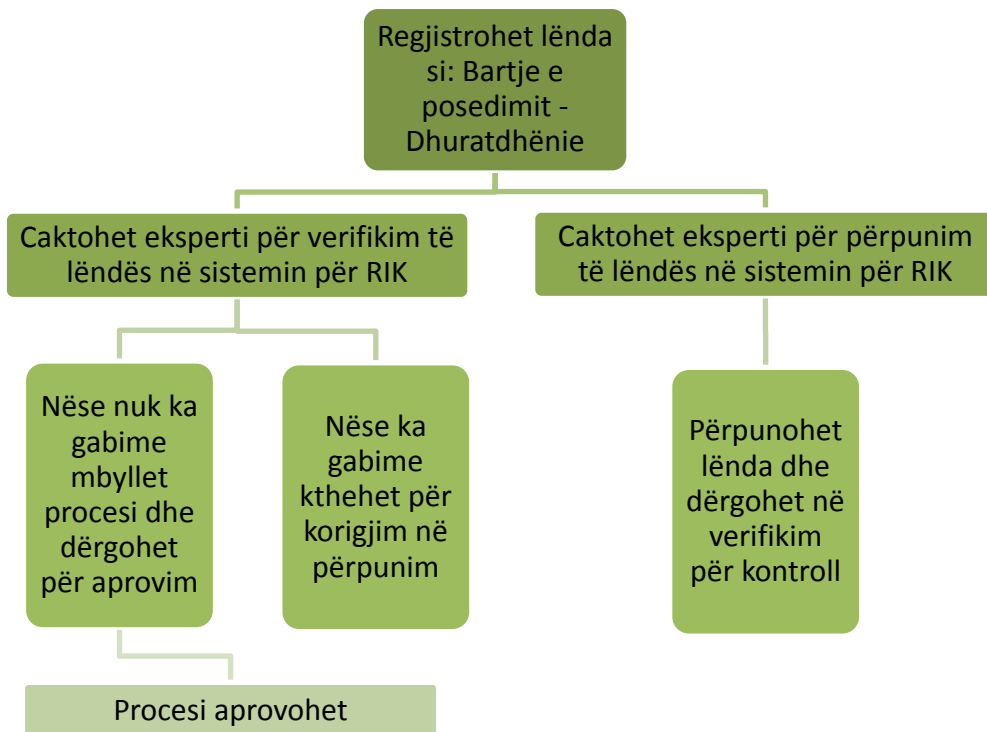 Regjistrohet lënda
si: Bartje e
posedimit -
Dhuratdhënie
Caktohet eksperti për verifikim të
lëndës në sistemin për RIK
Caktohet eksperti për përpunim
të lëndës në sistemin për RIK
Nëse nuk ka
gabime
mbyllet
procesi dhe
dërgohet
për aprovim
Nëse ka
gabime
kthehet për
korigjim në
përpunim
Përpunohet
lënda dhe
dërgohet në
verifikim
për kontroll
Procesi aprovohet